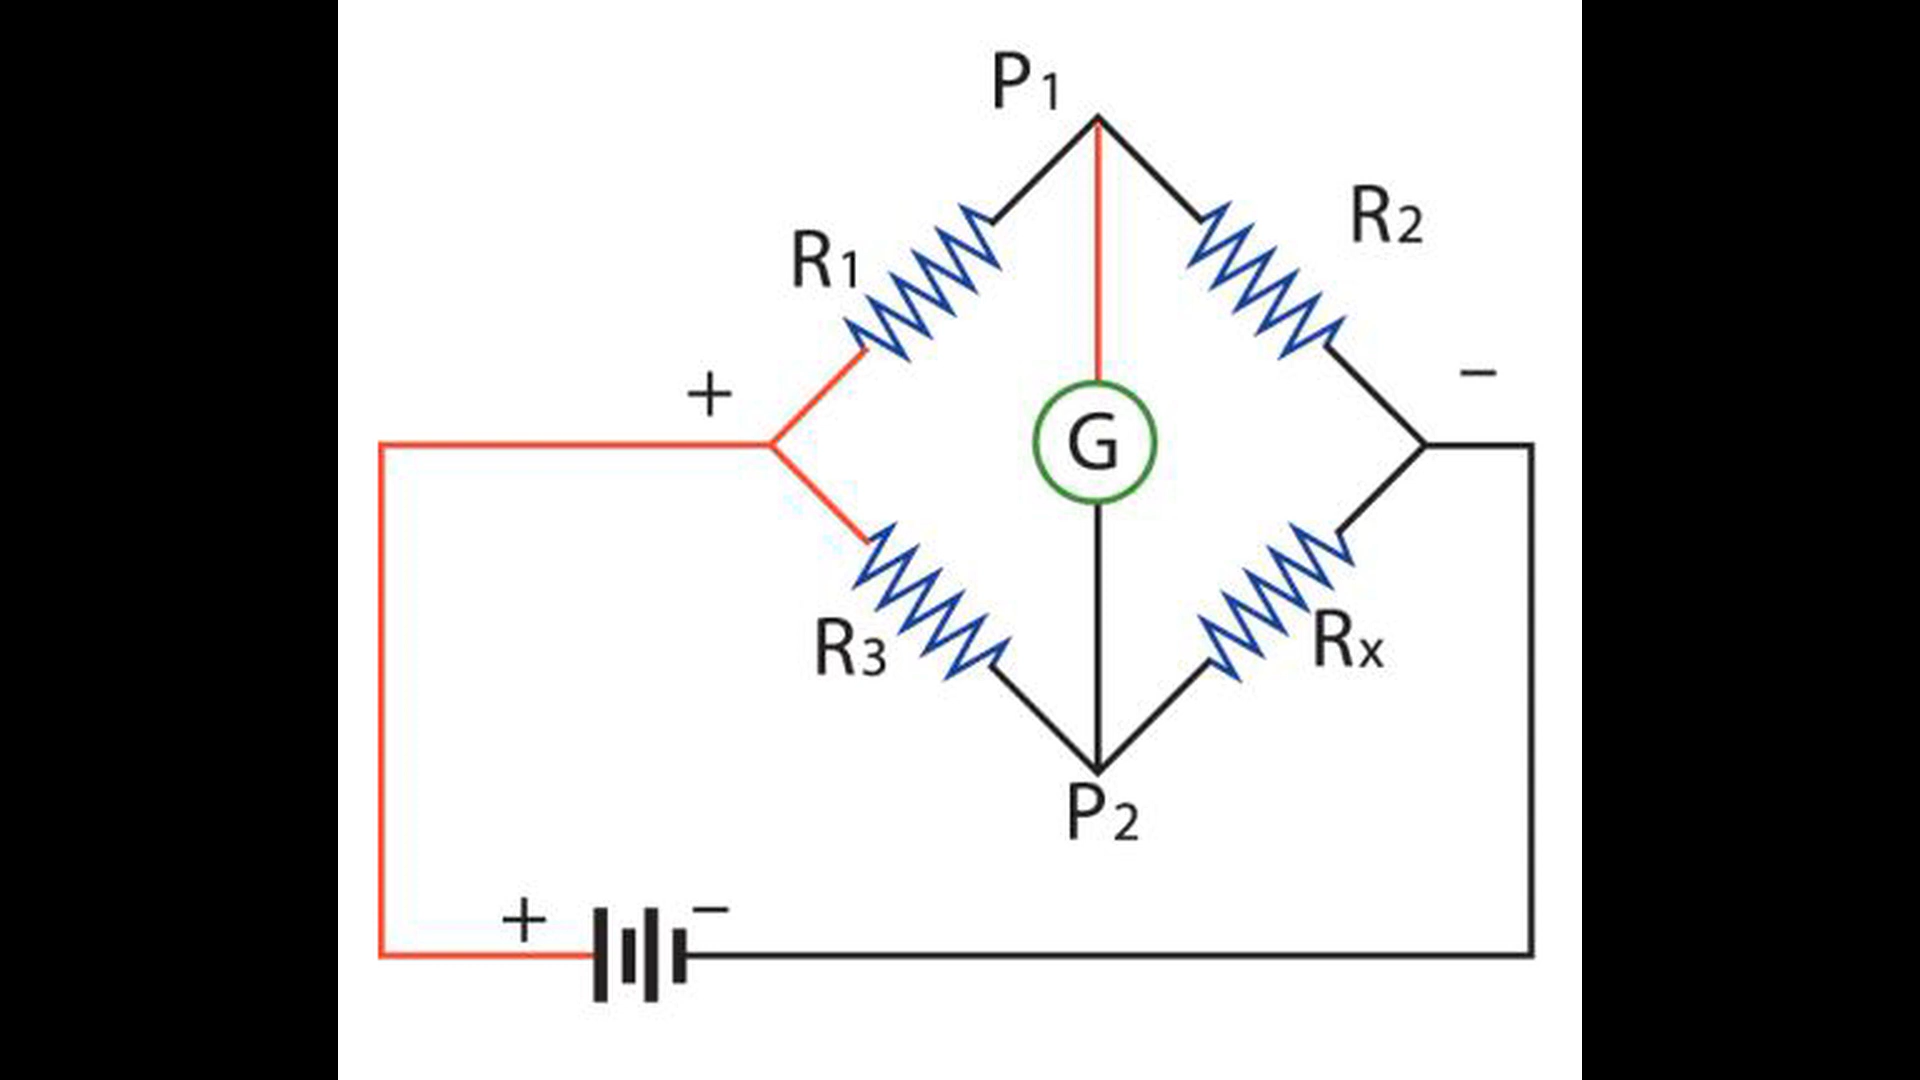 P1
R1
R2
+
−
G
R3
Rx
P2
+
−